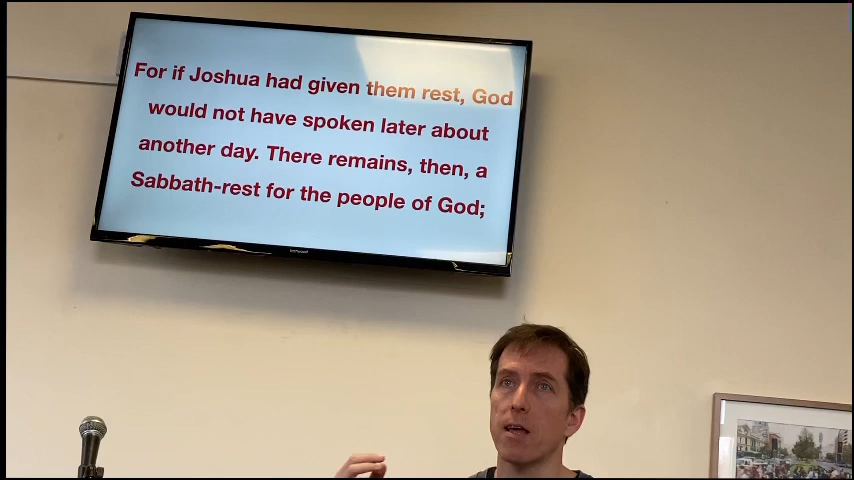 For if Joshua had given them rest, God
would not have spoken later about
another day. There remains, then, a
Sabbath-rest for the people of God;